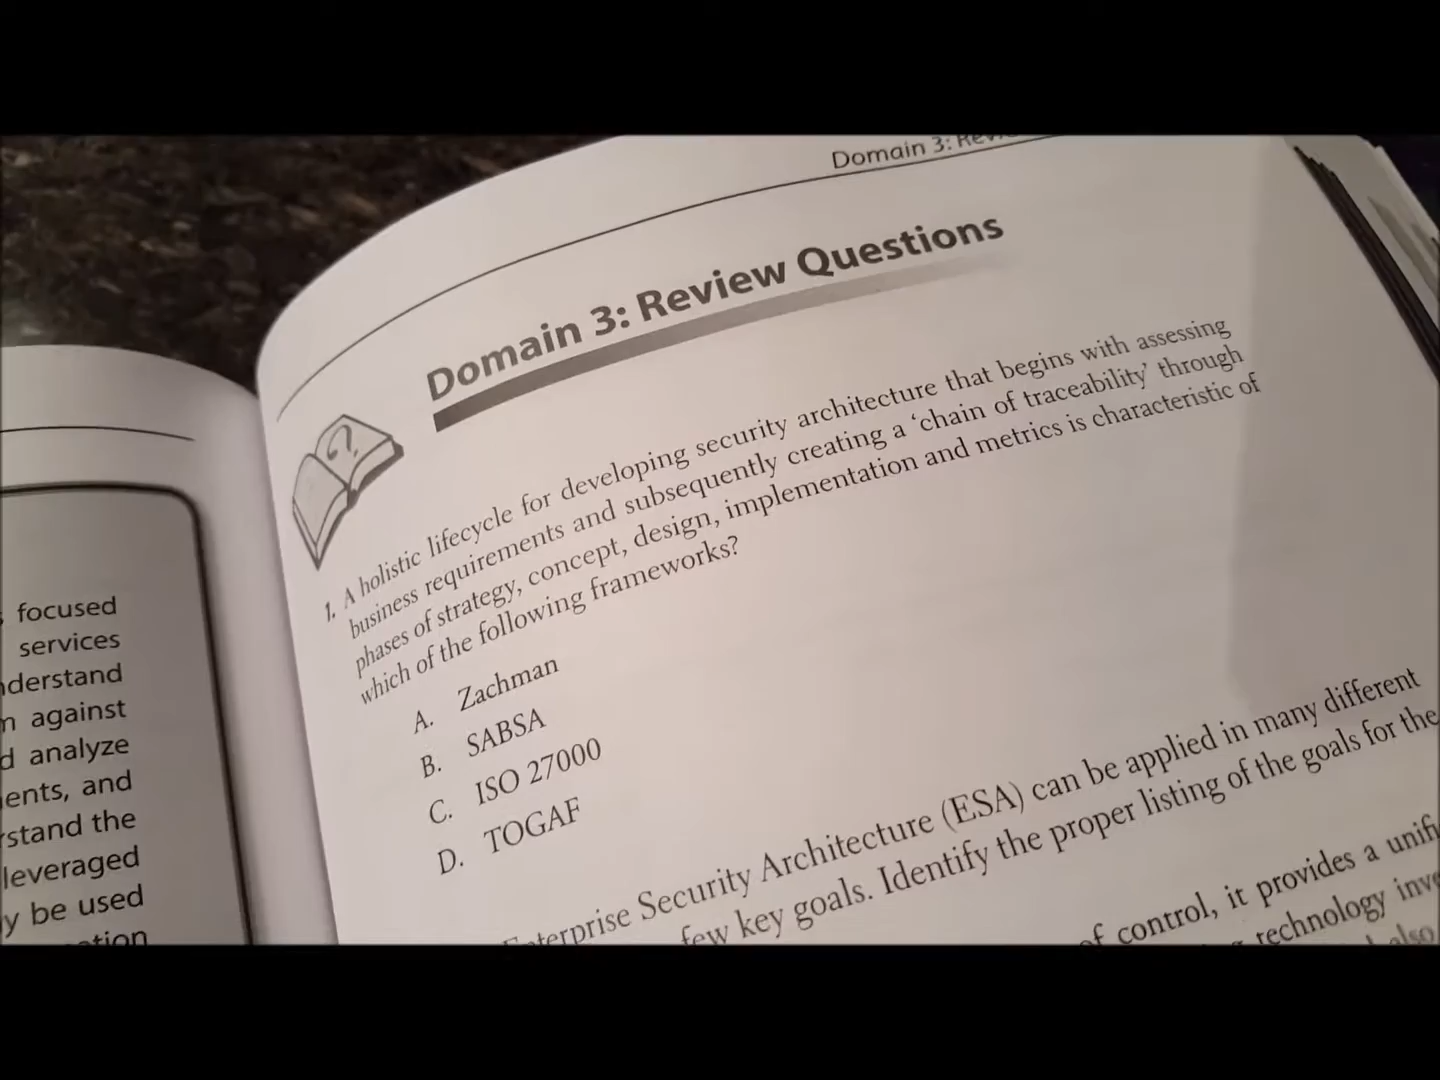 focused
services
against
analyze
and
the
leveraged
be used
Domain 3:
Domain 3: Review Questions
1. A holistic lifecycle for developing security architecture that begins with assessing
business requirements and subsequently creating a ‘chain of traceability’ through
phases of strategy, concept, design, implementation and metrics is characteristic of
which of the following frameworks?
A. Zachman
B. SABSA
C. ISO 27000
D. TOGAF
Enterprise Security Architecture (ESA) can be applied in many different
few key goals. Identify the proper listing of the goals for the
of control, it provides a
technology
also